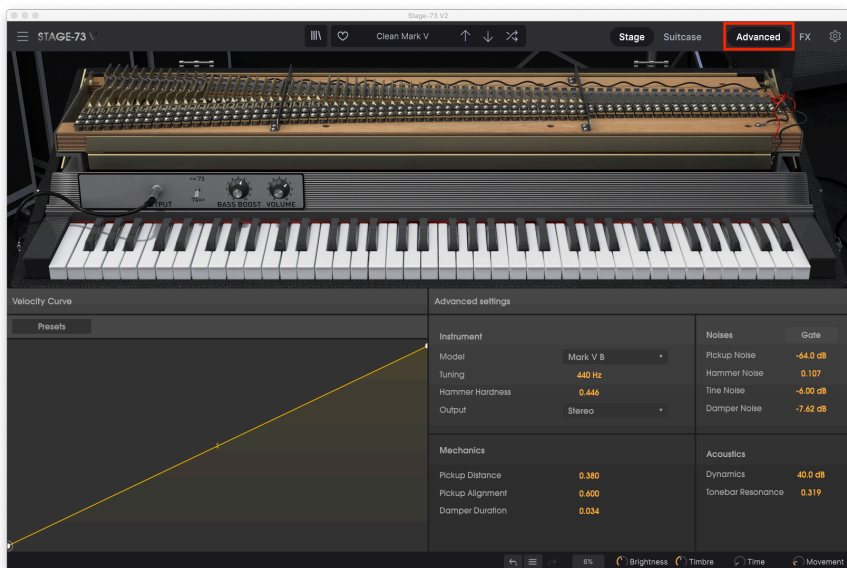 Stage-73 V2
STAGE-73 V
Clean Mark V
Stage
Suitcase
Advanced
FX
<='73
75=>
BASS BOOST
VOLUME
Velocity Curve
Presets
Advanced settings
Instrument
Model
Mark V B
Tuning
440 Hz
Hammer Hardness
0.446
Output
Stereo
Noises
Gate
Pickup Noise
-64.0 dB
Hammer Noise
0.107
Tine Noise
-6.00 dB
Damper Noise
-7.62 dB
Mechanics
Pickup Distance
0.380
Pickup Alignment
0.600
Damper Duration
0.034
Acoustics
Dynamics
40.0 dB
Tonebar Resonance
0.319
6%
Brightness
Timbre
Time
Movement